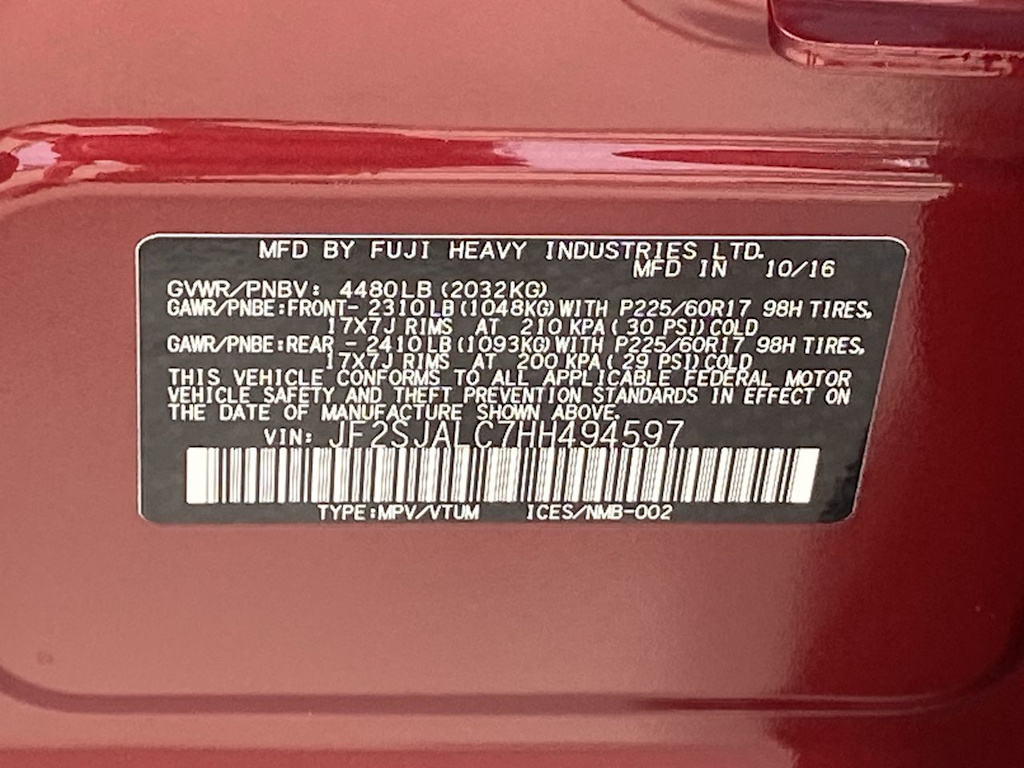 MFD BY FUJI HEAVY INDUSTRIES LTD.
MFD IN 10/16
GVWR/PNBV: 4480LB (2032KG)
GAWR/PNBE:FRONT- 2310LB(1048KG)WITH P225/60R17 98H TIRES,
17X7J RIMS AT 210 KPA( 30 PSI)COLD
GAWR/PNBE:REAR - 2410LB(1093KG)WITH P225/60R17 98H TIRES,
17X7J RIMS AT 200 KPA( 29 PSI)COLD
THIS VEHICLE CONFORMS TO ALL APPLICABLE FEDERAL MOTOR
VEHICLE SAFETY AND THEFT PREVENTION STANDARDS IN EFFECT ON
THE DATE OF MANUFACTURE SHOWN ABOVE.
VIN: JF2SJALC7HH494597
TYPE:MPV/VTUM ICES/NMB-002